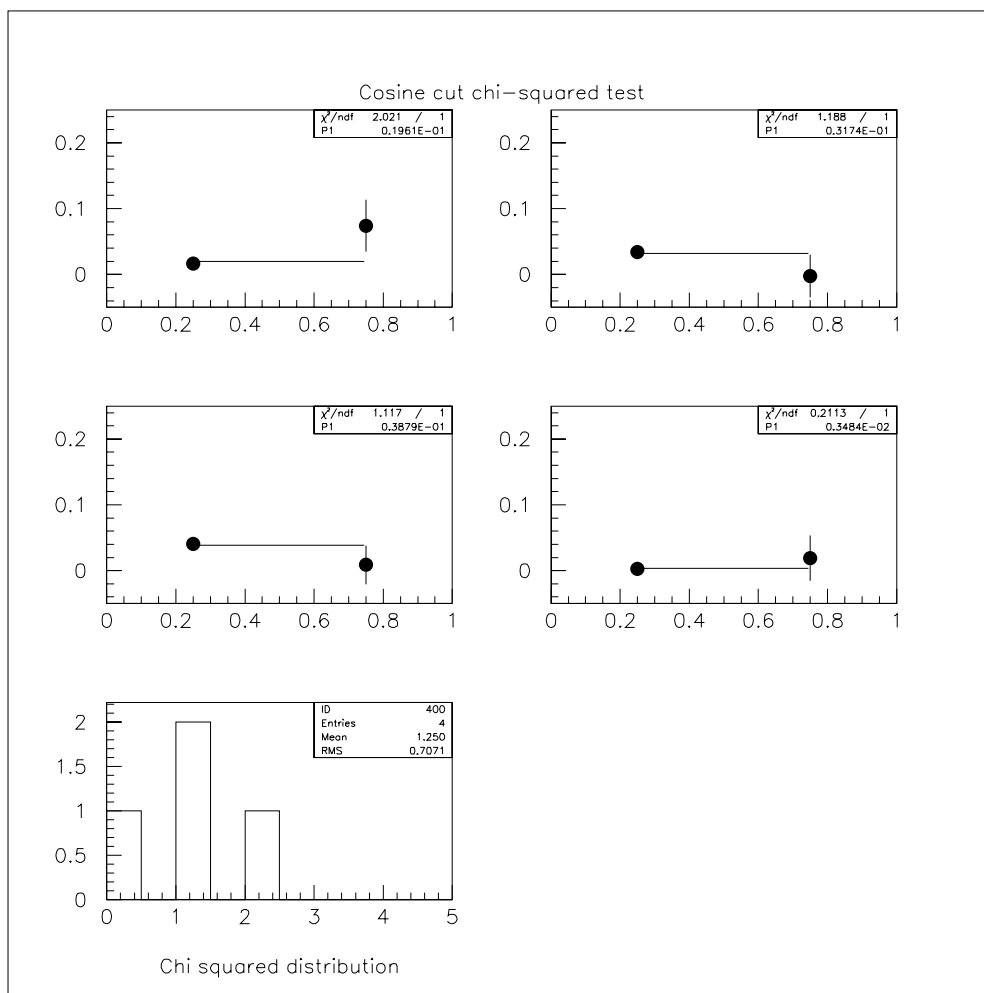 Cosine cut chi-squared test
χ²/ndf 2.021 / 1
P1 0.1961E-01
0.2
0.1
0
0 0.2 0.4 0.6 0.8 1
χ²/ndf 1.188 / 1
P1 0.3174E-01
0.2
0.1
0
0 0.2 0.4 0.6 0.8 1
χ²/ndf 1.117 / 1
P1 0.3879E-01
0.2
0.1
0
0 0.2 0.4 0.6 0.8 1
χ²/ndf 0.2113 / 1
P1 0.3484E-02
0.2
0.1
0
0 0.2 0.4 0.6 0.8 1
ID 400
Entries 4
Mean 1.250
RMS 0.7071
2
1.5
1
0.5
0
0 1 2 3 4 5
Chi squared distribution